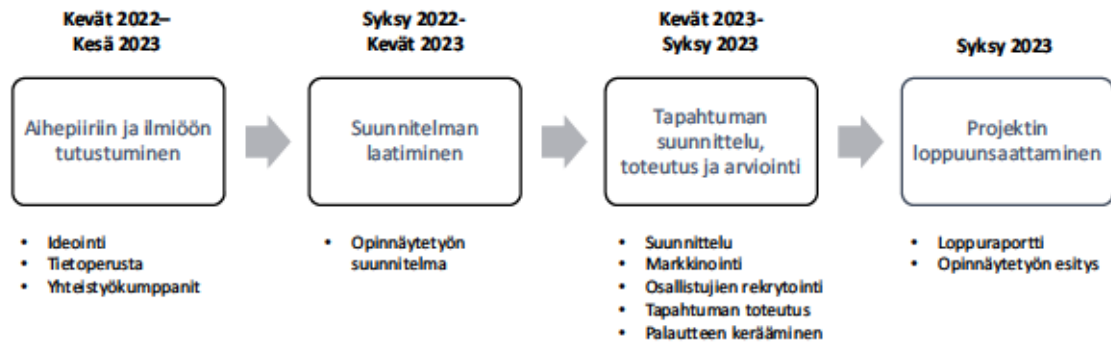 Kevät 2022–
Kesä 2023
Syksy 2022-
Kevät 2023
Kevät 2023-
Syksy 2023
Syksy 2023
Aihepiiriin ja ilmiöön
tutustuminen
Suunnitelman
laatiminen
Tapahtuman
suunnittelu,
toteutus ja arviointi
Projektin
loppuunsaattaminen
• Ideointi
• Tietoperusta
• Yhteistyökumppanit
• Opinnäytetyön
suunnitelma
• Suunnittelu
• Markkinointi
• Osallistujien rekrytointi
• Tapahtuman toteutus
• Palautteen kerääminen
• Loppuraportti
• Opinnäytetyön esitys